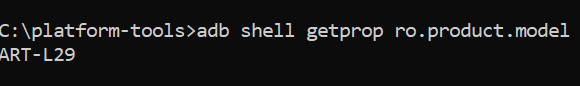 C:\platform-tools>adb shell getprop ro.product.model
ART-L29